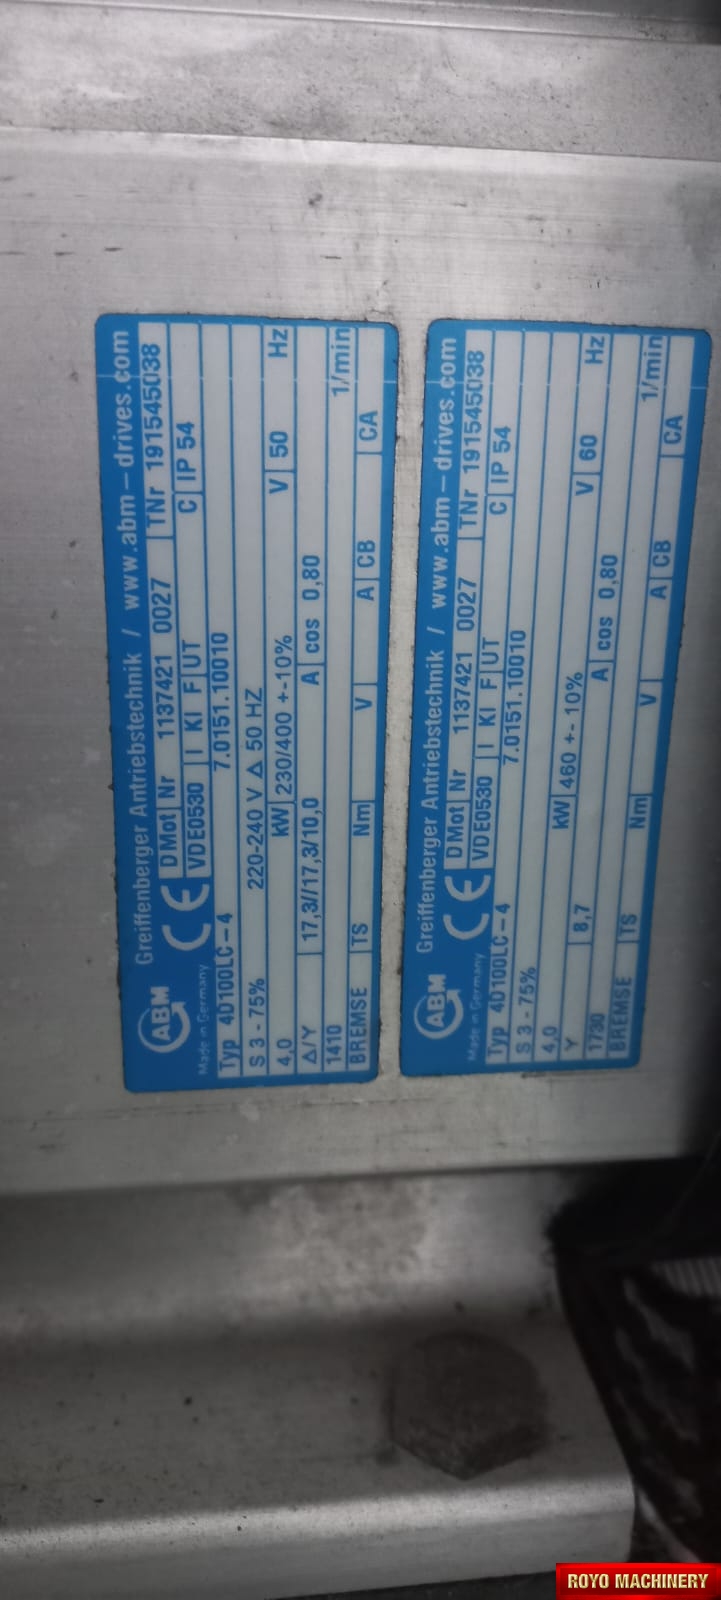 ABM
Greiffenberger Antriebstechnik / www.abm-drives.com
Made in Germany
CE
D Mot Nr 1137421 0027 TNr 191545038
VDE0530 I KI F UT C IP 54
Typ 4D100LC-4 7.0151.10010
S3-75% 220-240 V Δ 50 HZ
4,0 kW 230/400 +-10% V 50 Hz
Δ/Y 17,3//17,3/10,0 A cos 0,80
1410 1/min
BREMSE TS Nm V A CB CA
ABM
Greiffenberger Antriebstechnik / www.abm-drives.com
Made in Germany
CE
D Mot Nr 1137421 0027 TNr 191545038
VDE0530 I KI F UT C IP 54
Typ 4D100LC-4 7.0151.10010
S3-75%
4,0 kW 460 +-10% V 60 Hz
Y 8,7 A cos 0,80
1730 1/min
BREMSE TS Nm V A CB CA
ROYO MACHINERY